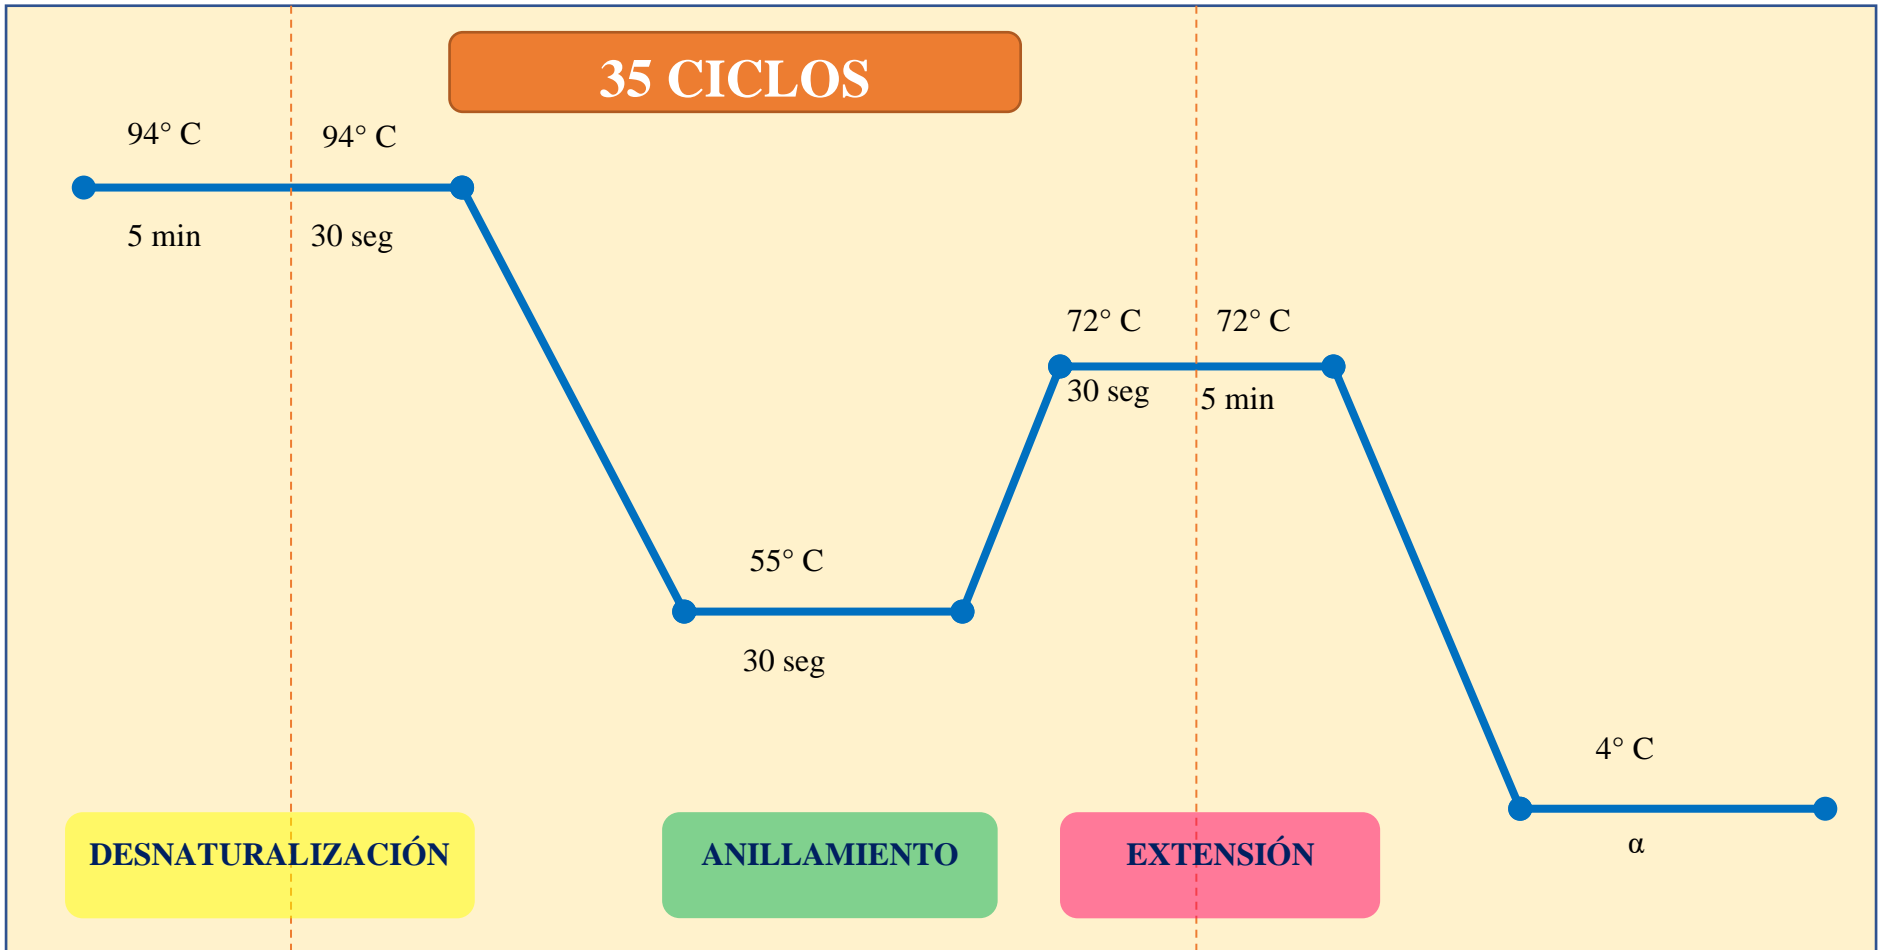 35 CICLOS
94° C
94° C
5 min
30 seg
72° C
72° C
30 seg
5 min
55° C
30 seg
4° C
α
DESNATURALIZACIÓN
ANILLAMIENTO
EXTENSIÓN